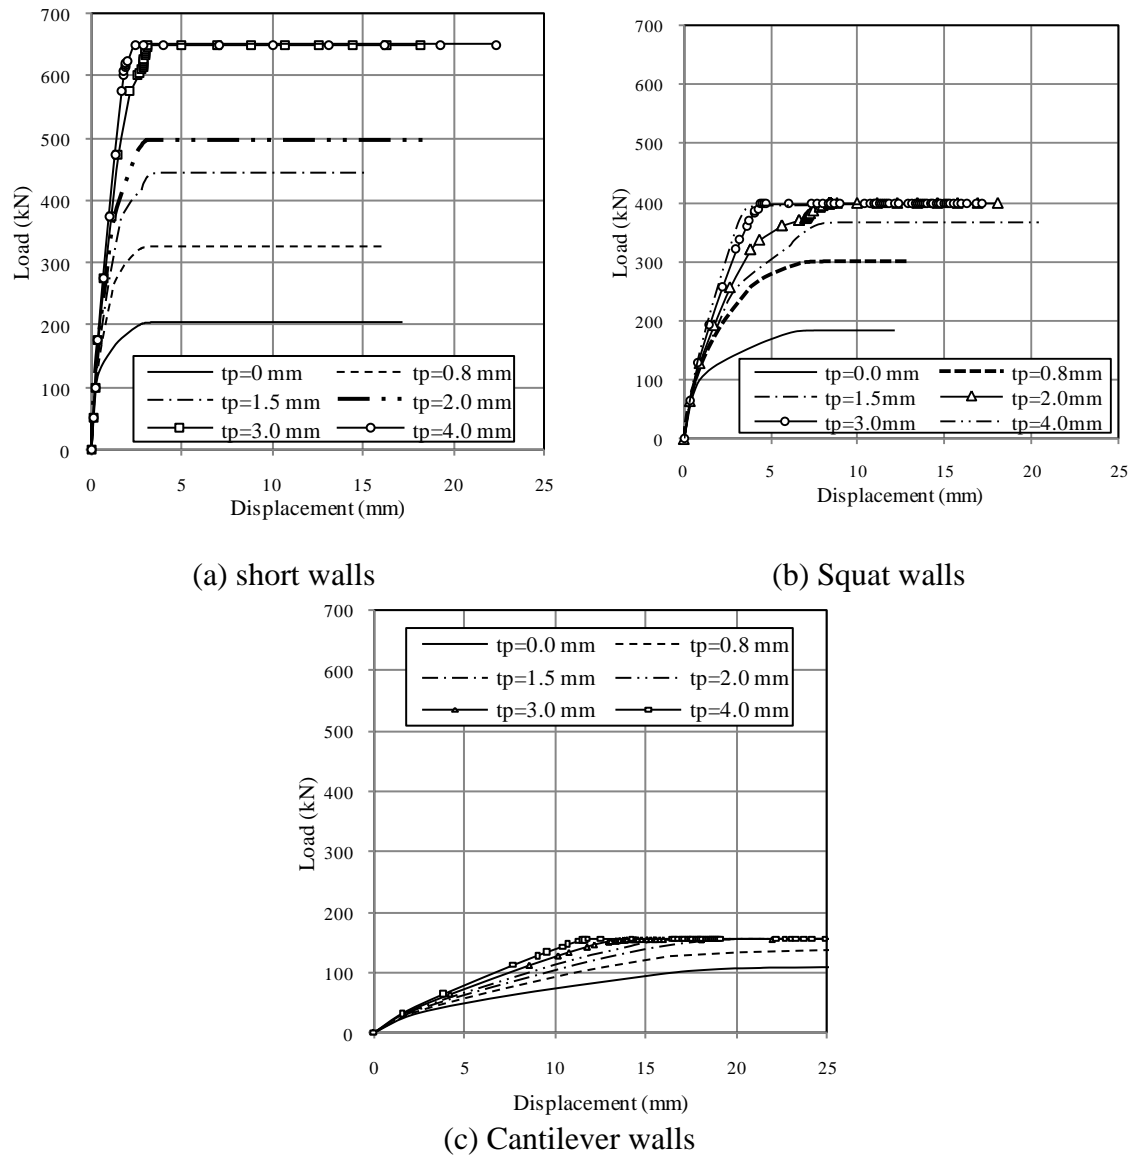 700
600
500
400
300
200
100
0
Load (kN)
tp=0 mm tp=0.8 mm
tp=1.5 mm tp=2.0 mm
tp=3.0 mm tp=4.0 mm
0 5 10 15 20 25
Displacement (mm)
(a) short walls
700
600
500
400
300
200
100
0
Load (kN)
tp=0.0 mm tp=0.8mm
tp=1.5mm tp=2.0mm
tp=3.0mm tp=4.0mm
0 5 10 15 20 25
Displacement (mm)
(b) Squat walls
700
600
500
400
300
200
100
0
Load (kN)
tp=0.0 mm tp=0.8 mm
tp=1.5 mm tp=2.0 mm
tp=3.0 mm tp=4.0 mm
0 5 10 15 20 25
Displacement (mm)
(c) Cantilever walls